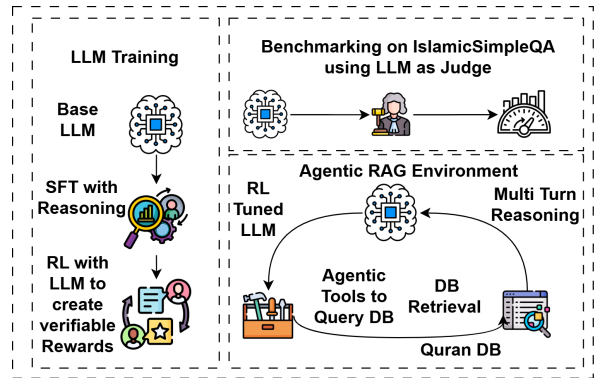 LLM Training
Base
LLM
SFT with
Reasoning
RL with
LLM to
create
verifiable
Rewards
Benchmarking on IslamicSimpleQA
using LLM as Judge
Agentic RAG Environment
RL
Tuned
LLM
Multi Turn
Reasoning
Agentic
Tools to
Query DB
DB
Retrieval
Quran DB